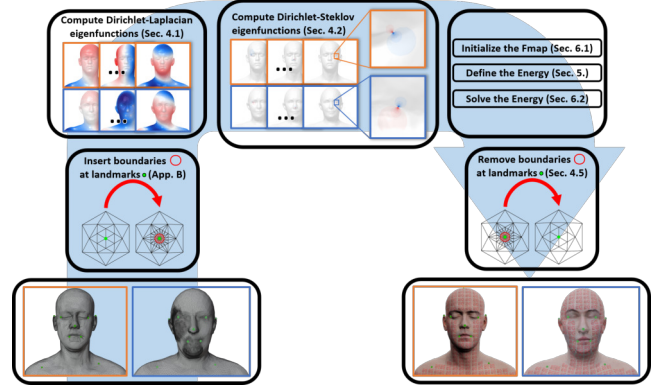 Compute Dirichlet-Laplacian
eigenfunctions (Sec. 4.1)
Compute Dirichlet-Steklov
eigenfunctions (Sec. 4.2)
Initialize the Fmap (Sec. 6.1)
Define the Energy (Sec. 5.)
Solve the Energy (Sec. 6.2)
Insert boundaries
at landmarks (App. B)
Remove boundaries
at landmarks (Sec. 4.5)